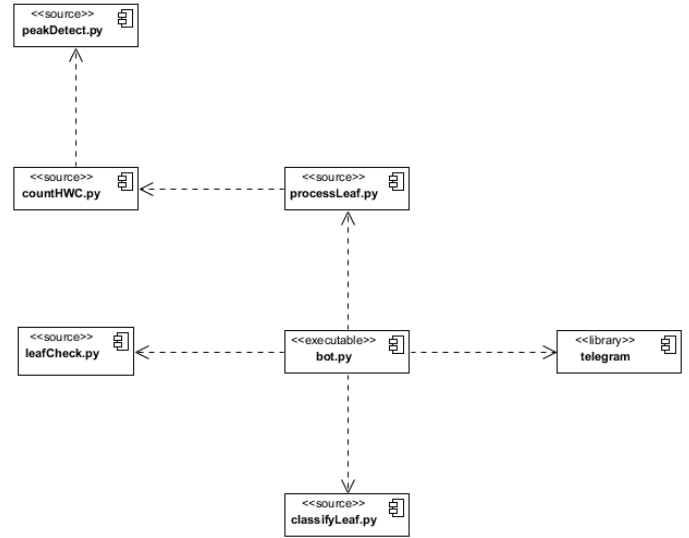 <<source>>
peakDetect.py
<<source>>
countHWC.py
<<source>>
processLeaf.py
<<source>>
leafCheck.py
<<executable>>
bot.py
<<library>>
telegram
<<source>>
classifyLeaf.py